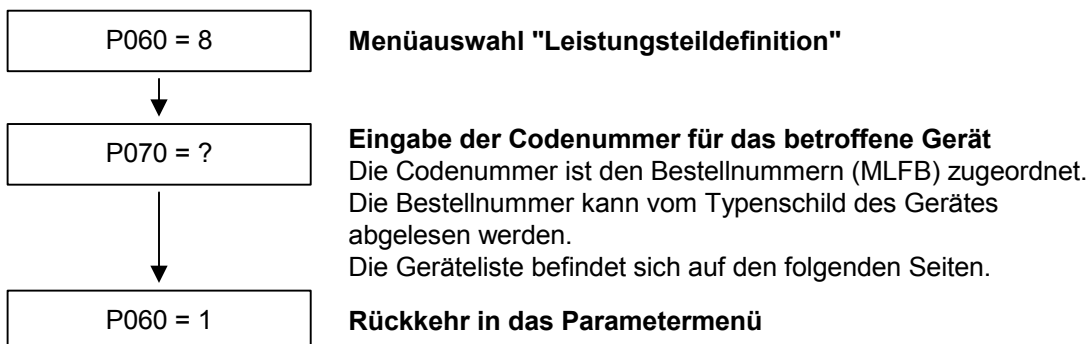 P060 = 8
Menüauswahl "Leistungsteildefinition"
P070 = ?
Eingabe der Codenummer für das betroffene Gerät
Die Codenummer ist den Bestellnummern (MLFB) zugeordnet.
Die Bestellnummer kann vom Typenschild des Gerätes
abgelesen werden.
Die Geräteliste befindet sich auf den folgenden Seiten.
P060 = 1
Rückkehr in das Parametermenü